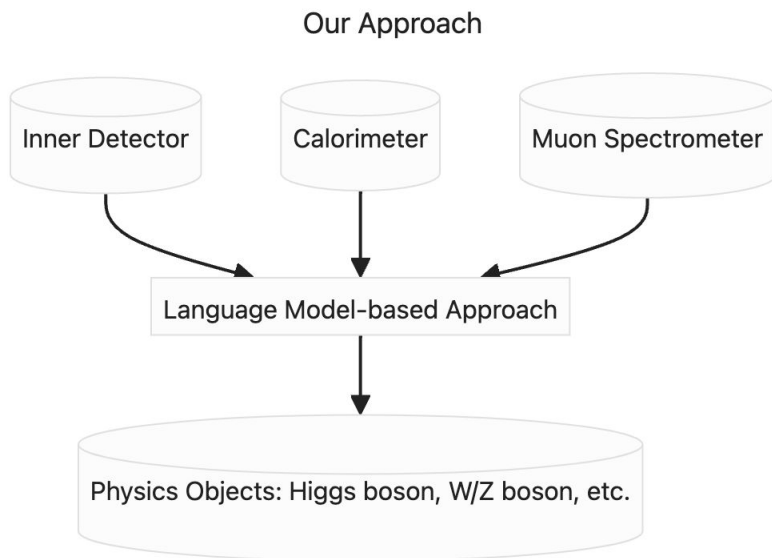 Our Approach
Inner Detector
Calorimeter
Muon Spectrometer
Language Model-based Approach
Physics Objects: Higgs boson, W/Z boson, etc.